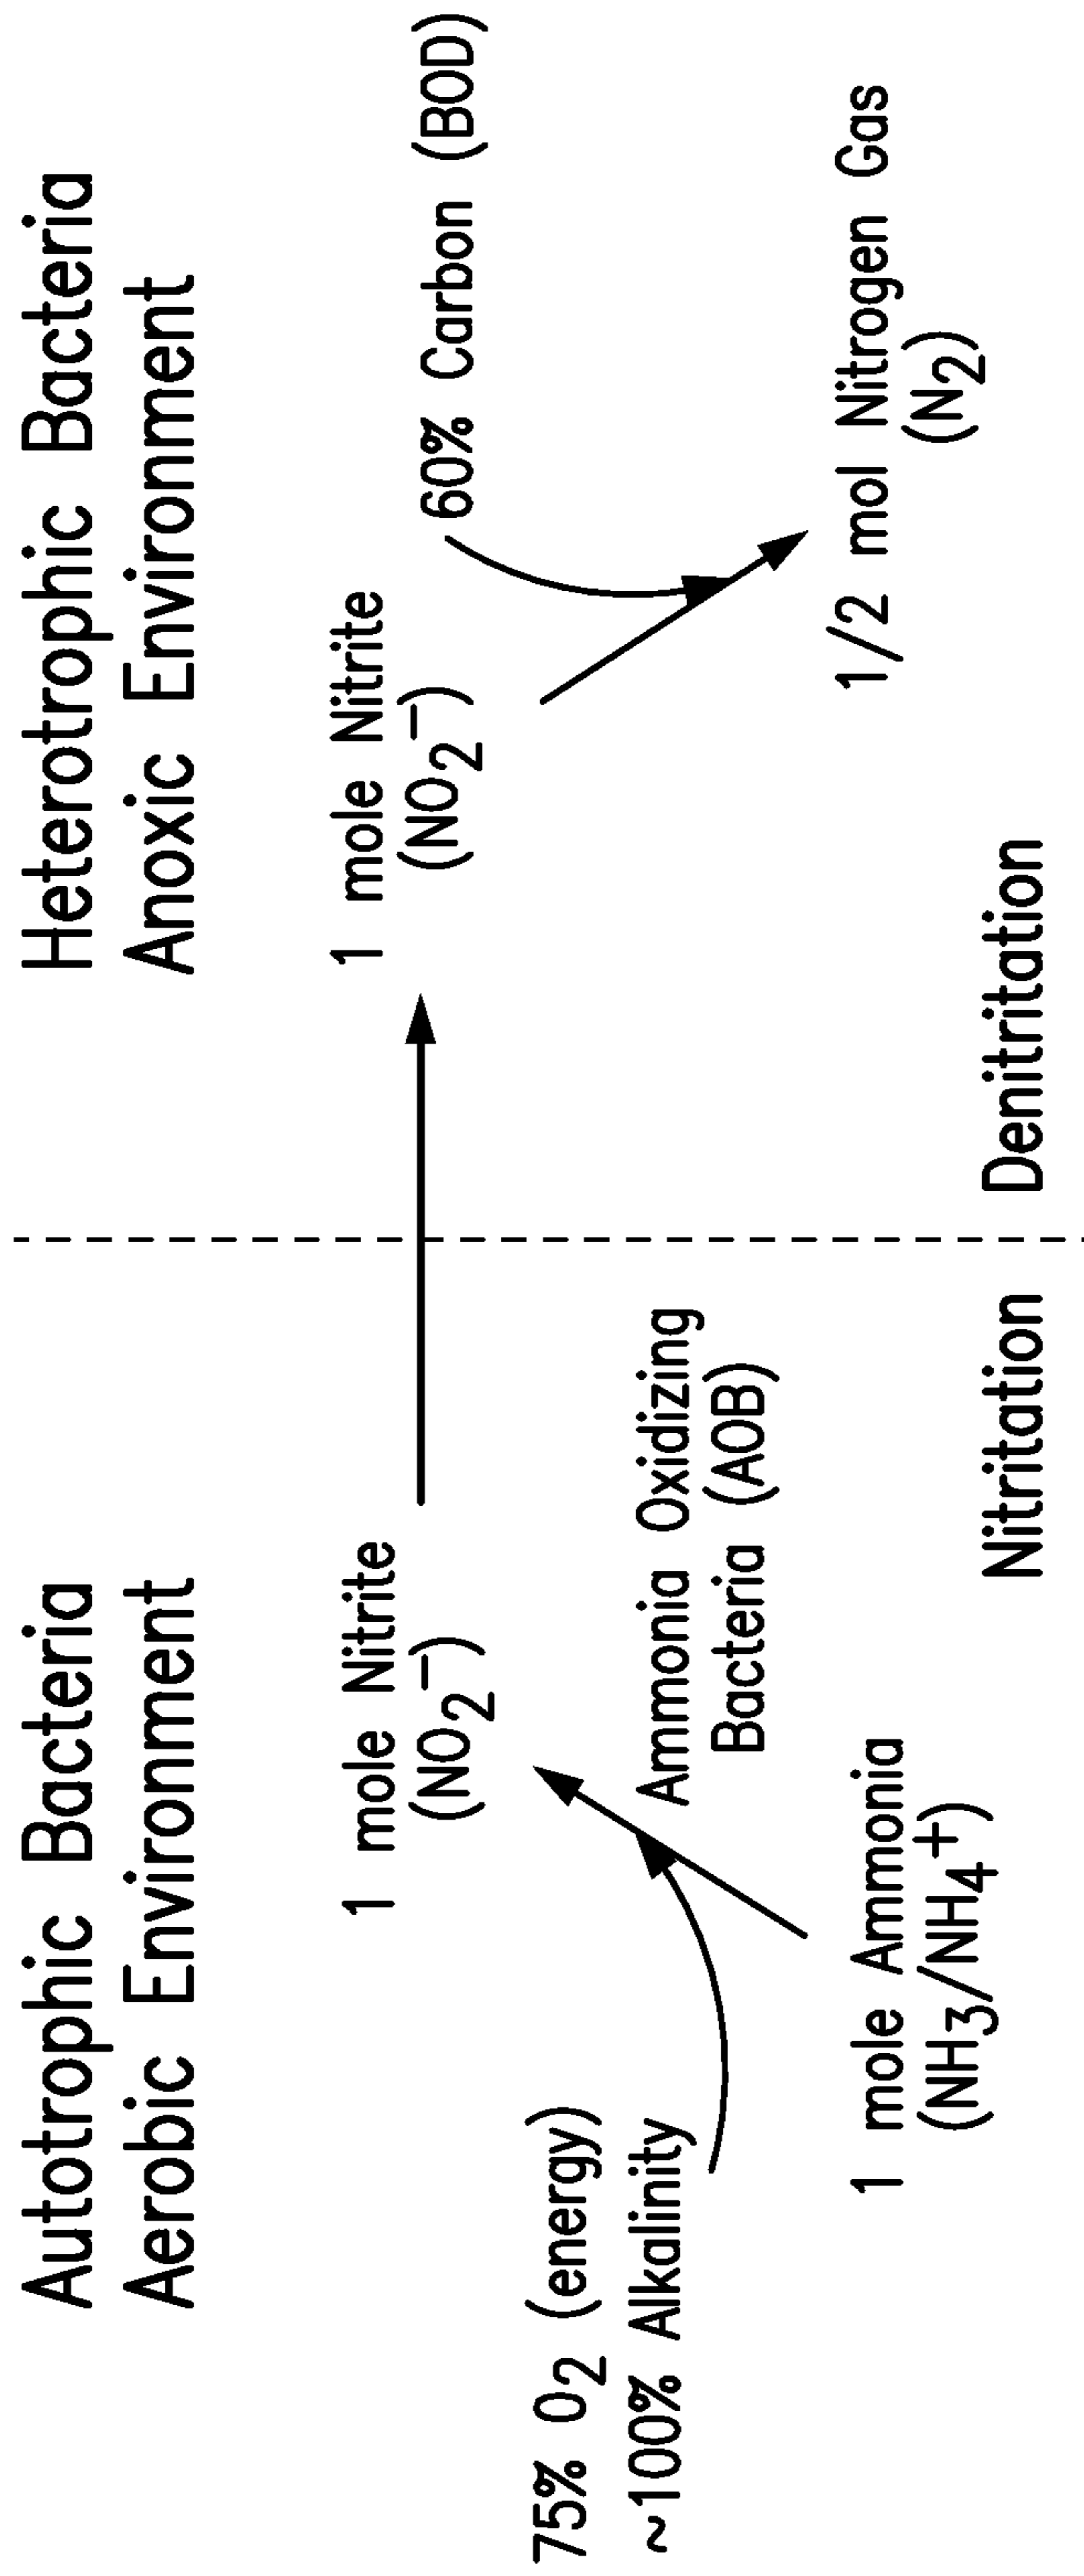 Autotrophic Bacteria
Aerobic Environment
1 mole Nitrite
(NO₂⁻)
75% O₂ (energy)
~100% Alkalinity
Ammonia Oxidizing
Bacteria (AOB)
1 mole Ammonia
(NH₃/NH₄⁺)
Nitritation
Heterotrophic Bacteria
Anoxic Environment
1 mole Nitrite
(NO₂⁻)
60% Carbon (BOD)
1/2 mol Nitrogen Gas
(N₂)
Denitritation